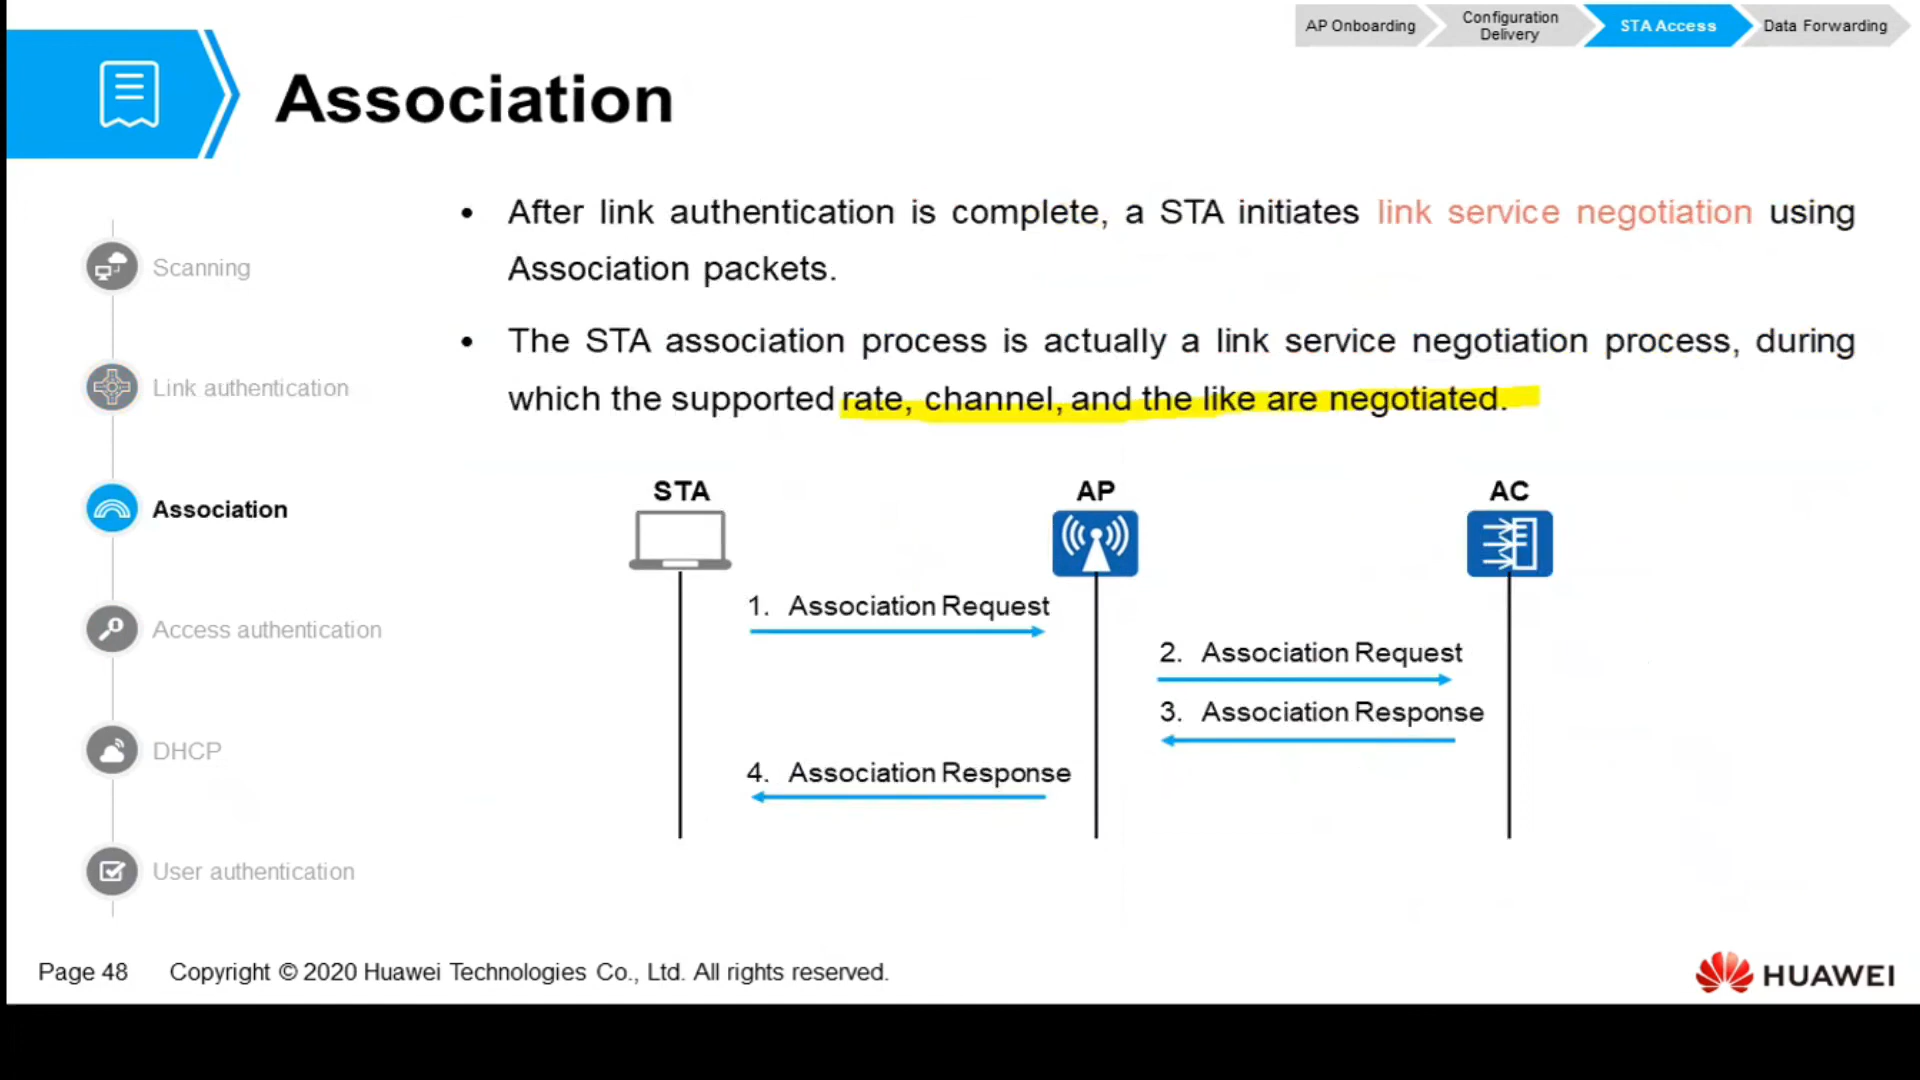 AP Onboarding
Configuration
Delivery
STA Access
Data Forwarding
Association
• After link authentication is complete, a STA initiates link service negotiation using
Association packets.
• The STA association process is actually a link service negotiation process, during
which the supported rate, channel, and the like are negotiated.
Scanning
Link authentication
Association
Access authentication
DHCP
User authentication
STA
AP
AC
1. Association Request
2. Association Request
3. Association Response
4. Association Response
Page 48
Copyright © 2020 Huawei Technologies Co., Ltd. All rights reserved.
HUAWEI